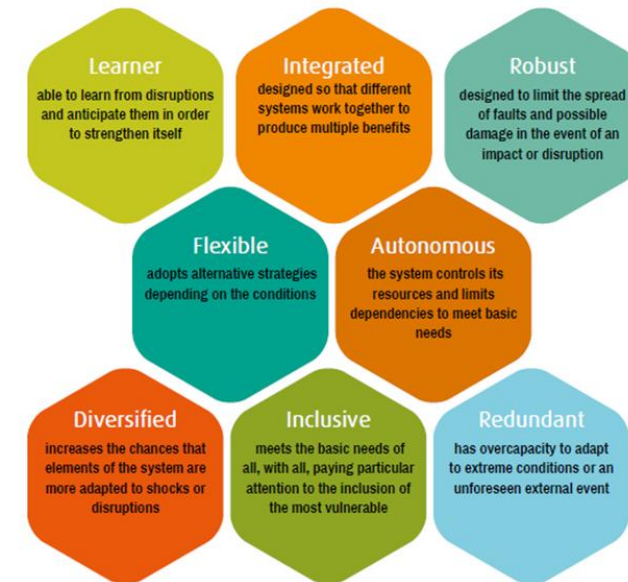 Learner
able to learn from disruptions
and anticipate them in order
to strengthen itself
Integrated
designed so that different
systems work together to
produce multiple benefits
Robust
designed to limit the spread
of faults and possible
damage in the event of an
impact or disruption
Flexible
adopts alternative strategies
depending on the conditions
Autonomous
the system controls its
resources and limits
dependencies to meet basic
needs
Diversified
increases the chances that
elements of the system are
more adapted to shocks or
disruptions
Inclusive
meets the basic needs of
all, with all, paying particular
attention to the inclusion of
the most vulnerable
Redundant
has overcapacity to adapt
to extreme conditions or an
unforeseen external event